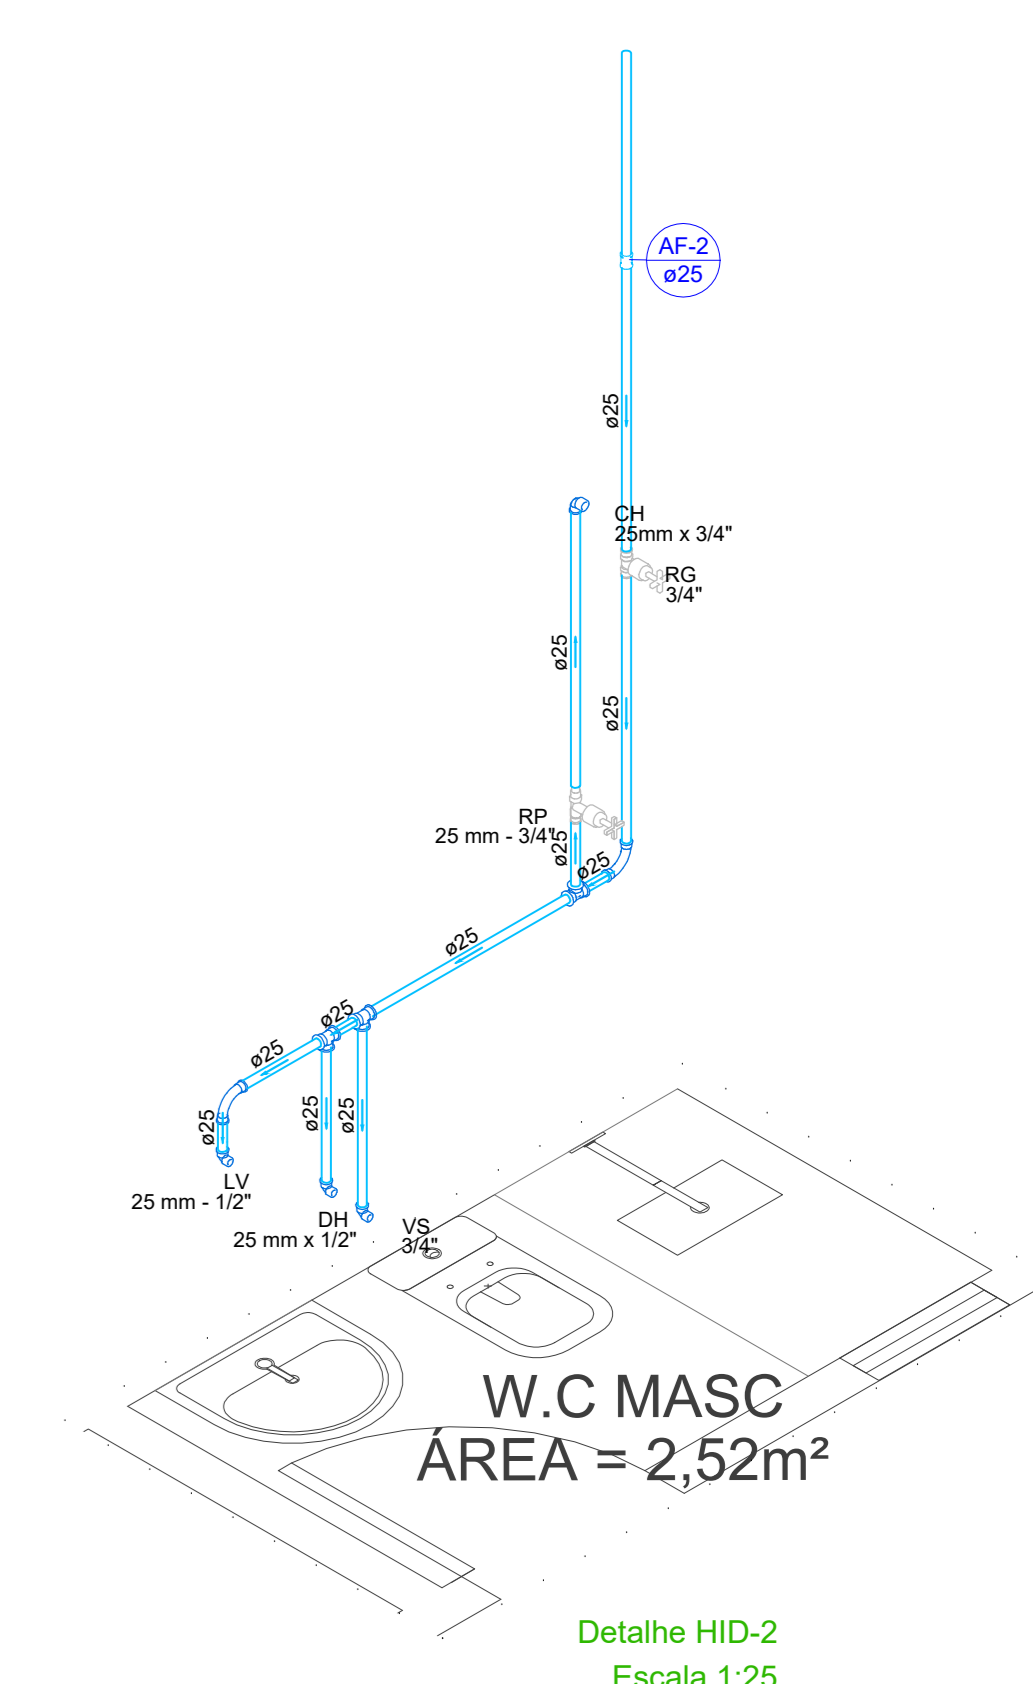 AF-2
ø25
ø25
CH
25mm x 3/4"
RG
3/4"
ø25
ø25
RP
25 mm - 3/4"
ø25
ø25
ø25
ø25
ø25
ø25
ø25
ø25
LV
25 mm - 1/2"
DH
25 mm x 1/2"
VS
3/4"
W.C MASC
ÁREA = 2,52m²
Detalhe HID-2
Escala 1:25